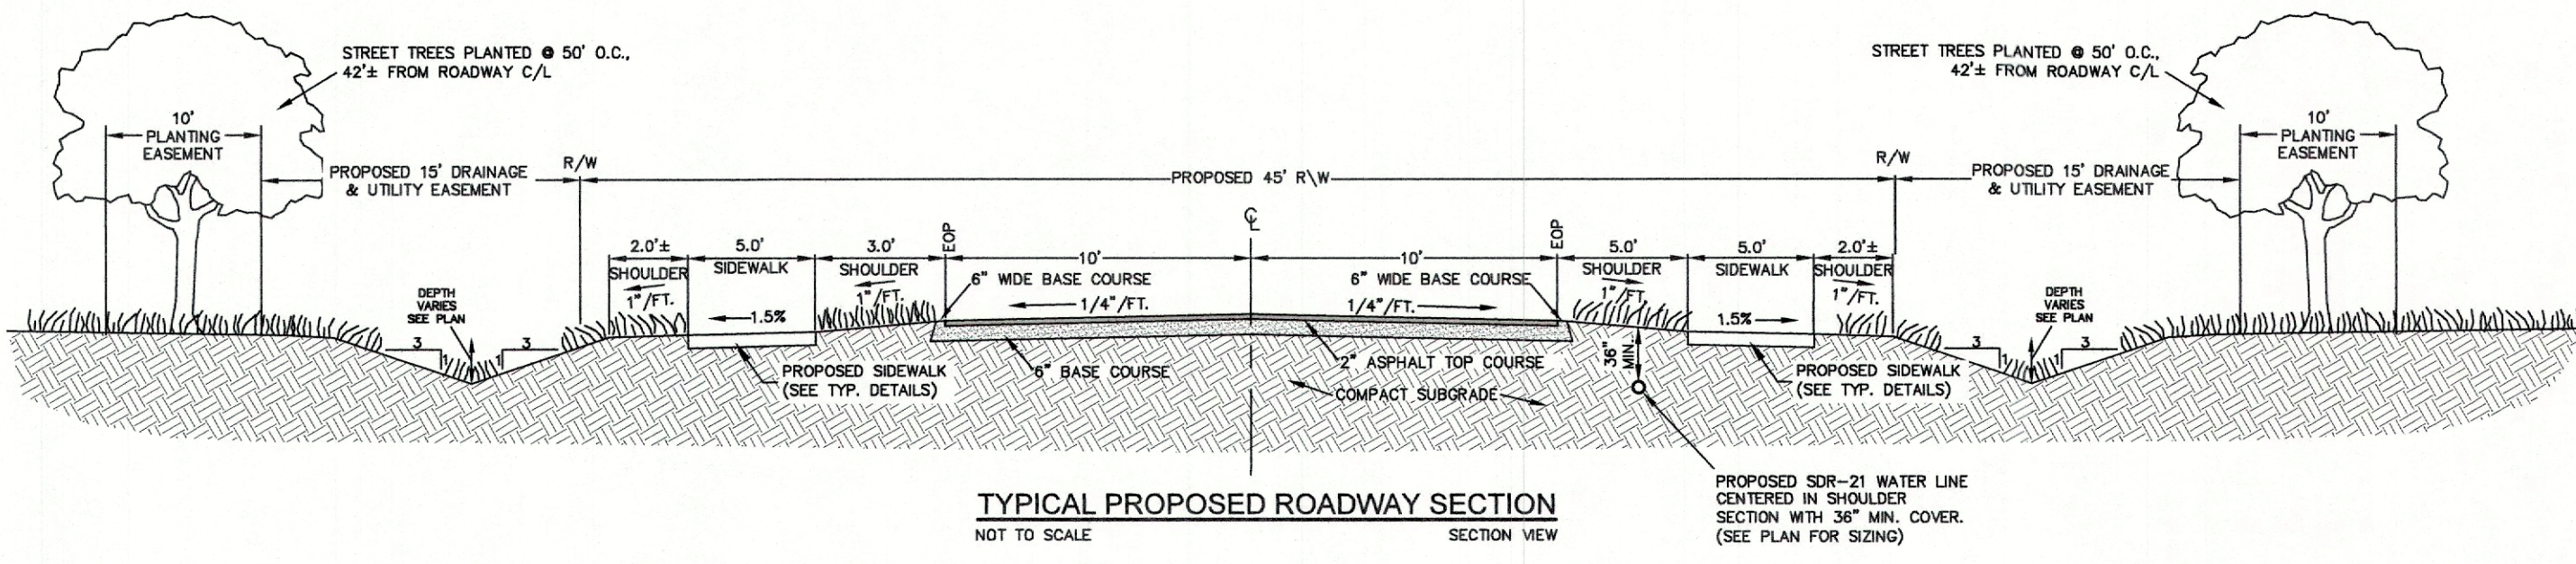 STREET TREES PLANTED @ 50' O.C.,
42'± FROM ROADWAY C/L
STREET TREES PLANTED @ 50' O.C.,
42'± FROM ROADWAY C/L
10'
PLANTING
EASEMENT
PROPOSED 15' DRAINAGE
& UTILITY EASEMENT
R/W
PROPOSED 45' R\W
R/W
PROPOSED 15' DRAINAGE
& UTILITY EASEMENT
10'
PLANTING
EASEMENT
2.0'±
SHOULDER
1"/FT.
5.0'
SIDEWALK
1.5%
3.0'
SHOULDER
1"/FT.
EOP
10'
℄
10'
EOP
5.0'
SHOULDER
1"/FT
5.0'
SIDEWALK
1.5%
2.0'±
SHOULDER
1"/FT.
6" WIDE BASE COURSE
1/4"/FT.
6" WIDE BASE COURSE
1/4"/FT.
DEPTH
VARIES
SEE PLAN
3
1
1
3
DEPTH
VARIES
SEE PLAN
3
1
1
3
PROPOSED SIDEWALK
(SEE TYP. DETAILS)
6" BASE COURSE
2" ASPHALT TOP COURSE
COMPACT SUBGRADE
36"
MIN.
PROPOSED SIDEWALK
(SEE TYP. DETAILS)
PROPOSED SDR-21 WATER LINE
CENTERED IN SHOULDER
SECTION WITH 36" MIN. COVER.
(SEE PLAN FOR SIZING)
TYPICAL PROPOSED ROADWAY SECTION
NOT TO SCALE
SECTION VIEW